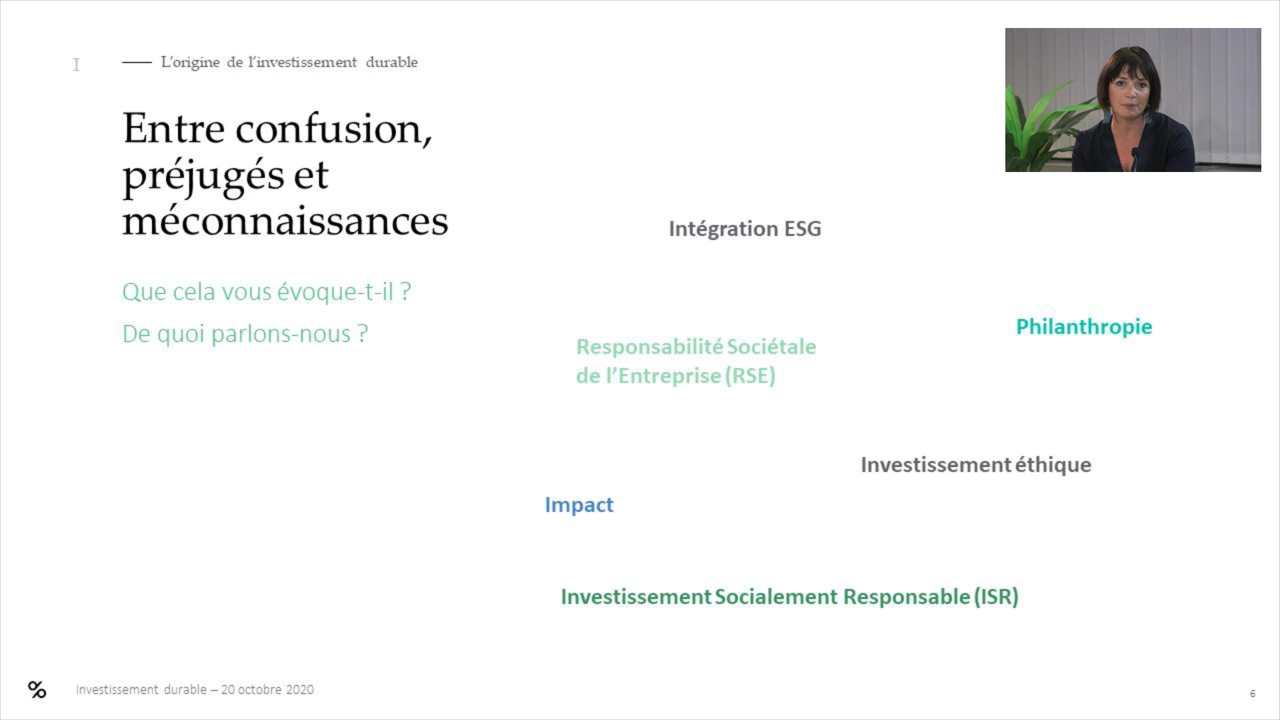 I
L'origine de l'investissement durable
Entre confusion,
préjugés et
méconnaissances
Que cela vous évoque-t-il ?
De quoi parlons-nous ?
Intégration ESG
Philanthropie
Responsabilité Sociétale
de l'Entreprise (RSE)
Investissement éthique
Impact
Investissement Socialement Responsable (ISR)
%
Investissement durable – 20 octobre 2020
6